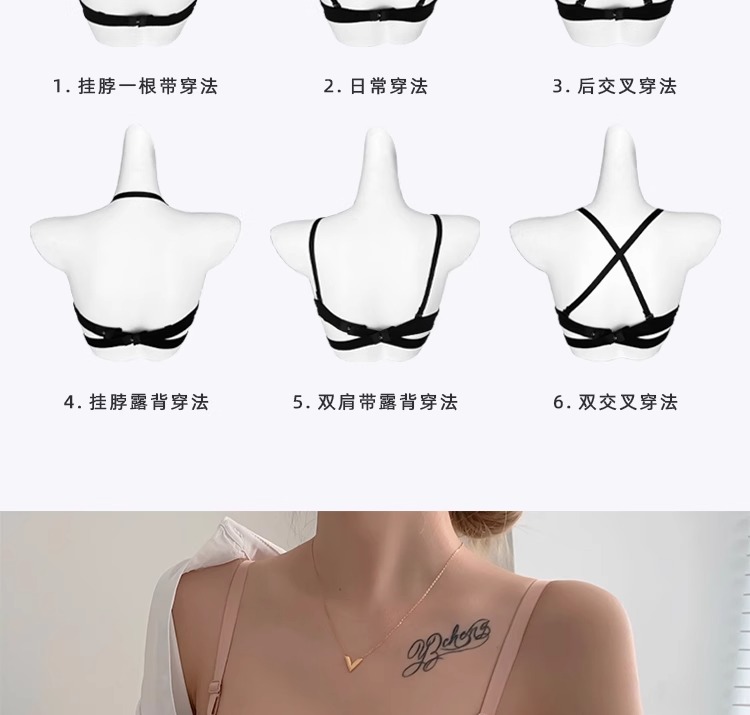 1. 挂脖一根带穿法
2. 日常穿法
3. 后交叉穿法
4. 挂脖露背穿法
5. 双肩带露背穿法
6. 双交叉穿法